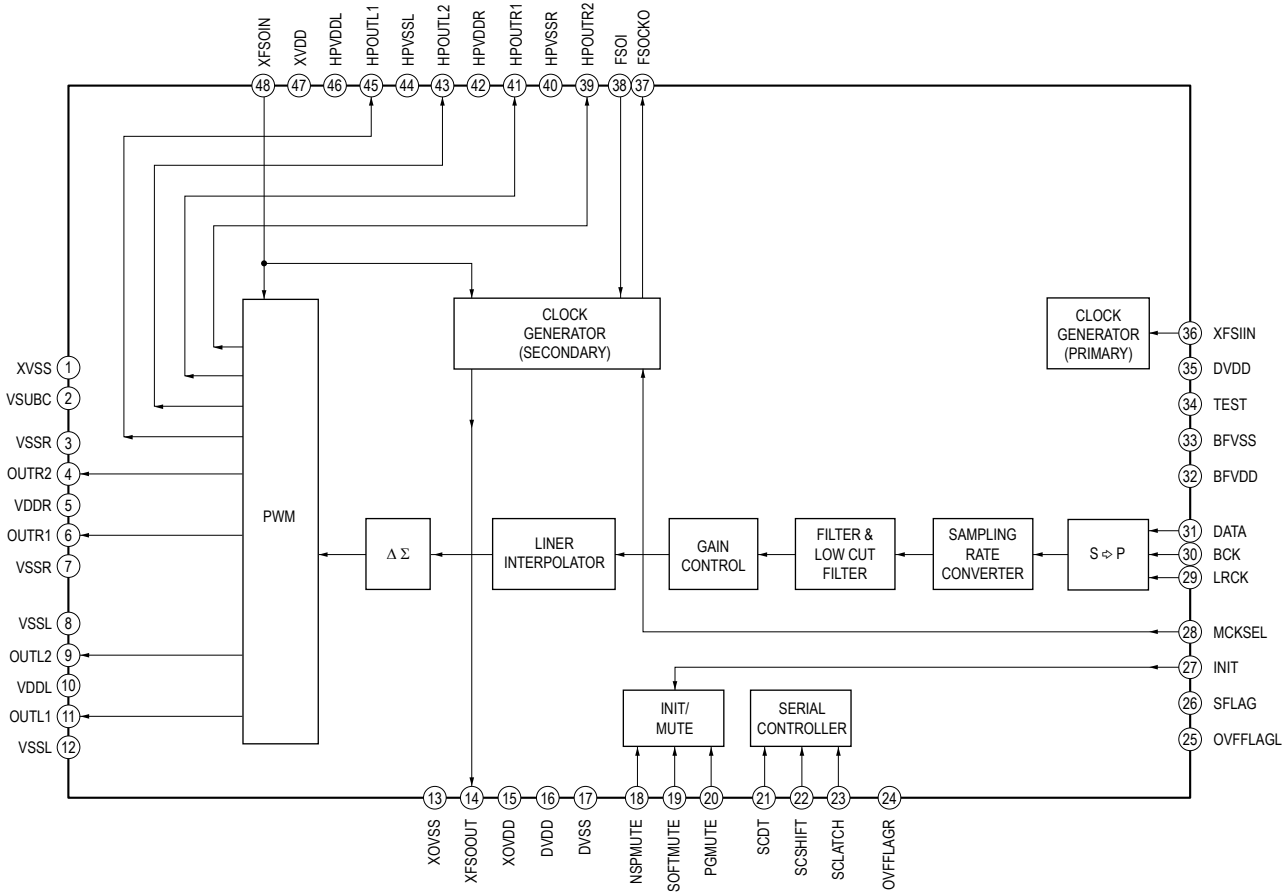 XFSOIN
XVDD
HPVDDL
HPOUTL1
HPVSSL
HPOUTL2
HPVDDR
HPOUTR1
HPVSSR
HPOUTR2
FSOI
FSOCKO
48
47
46
45
44
43
42
41
40
39
38
37
CLOCK
GENERATOR
(SECONDARY)
CLOCK
GENERATOR
(PRIMARY)
36 XFSIIN
35 DVDD
34 TEST
33 BFVSS
32 BFVDD
31 DATA
30 BCK
29 LRCK
28 MCKSEL
27 INIT
26 SFLAG
25 OVFFLAGL
XVSS 1
VSUBC 2
VSSR 3
OUTR2 4
VDDR 5
OUTR1 6
VSSR 7
VSSL 8
OUTL2 9
VDDL 10
OUTL1 11
VSSL 12
PWM
Δ Σ
LINER
INTERPOLATOR
GAIN
CONTROL
FILTER &
LOW CUT
FILTER
SAMPLING
RATE
CONVERTER
S ⇨ P
INIT/
MUTE
SERIAL
CONTROLLER
13
14
15
16
17
18
19
20
21
22
23
24
XOVSS
XFSOOUT
XOVDD
DVDD
DVSS
NSPMUTE
SOFTMUTE
PGMUTE
SCDT
SCSHIFT
SCLATCH
OVFFLAGR